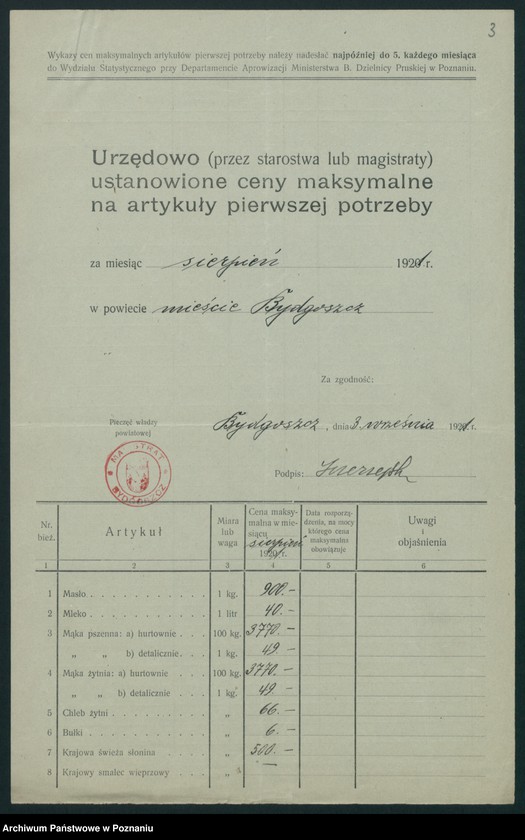 3
Wykazy cen maksymalnych artykułów pierwszej potrzeby należy nadesłać najpóźniej do 5. każdego miesiąca
do Wydziału Statystycznego przy Departamencie Aprowizacji Ministerstwa B. Dzielnicy Pruskiej w Poznaniu.
Urzędowo (przez starostwa lub magistraty)
ustanowione ceny maksymalne
na artykuły pierwszej potrzeby
za miesiąc sierpień 1921 r.
w powiecie mieście Bydgoszcz
Za zgodność:
Pieczęć władzy
powiatowej
Bydgoszcz, dnia 3 września 1921 r.
MAGISTRAT
BYDGOSZCZ
Podpis:
Nr. bież. Artykuł Miara lub waga Cena maksymalna w miesiącu sierpień 1921 r. Data rozporządzenia, na mocy którego cena maksymalna obowiązuje Uwagi i objaśnienia
1 2 3 4 5 6
1 Masło . . . . . . . . . . . 1 kg. 900.—
2 Mleko . . . . . . . . . . . 1 litr 40.—
3 Mąka pszenna: a) hurtownie . . . 100 kg. 3770.—
„ „ b) detalicznie. . . 1 kg. 49.—
4 Mąka żytnia: a) hurtownie . . . 100 kg. 3770.—
„ „ b) detalicznie . . . 1 kg. 49.—
5 Chleb żytni . . . . . . . . . „ 66.—
6 Bułki . . . . . . . . . . . „ 6.—
7 Krajowa świeża słonina . . . . „ 500.—
8 Krajowy smalec wieprzowy . . . „ —
Archiwum Państwowe w Poznaniu